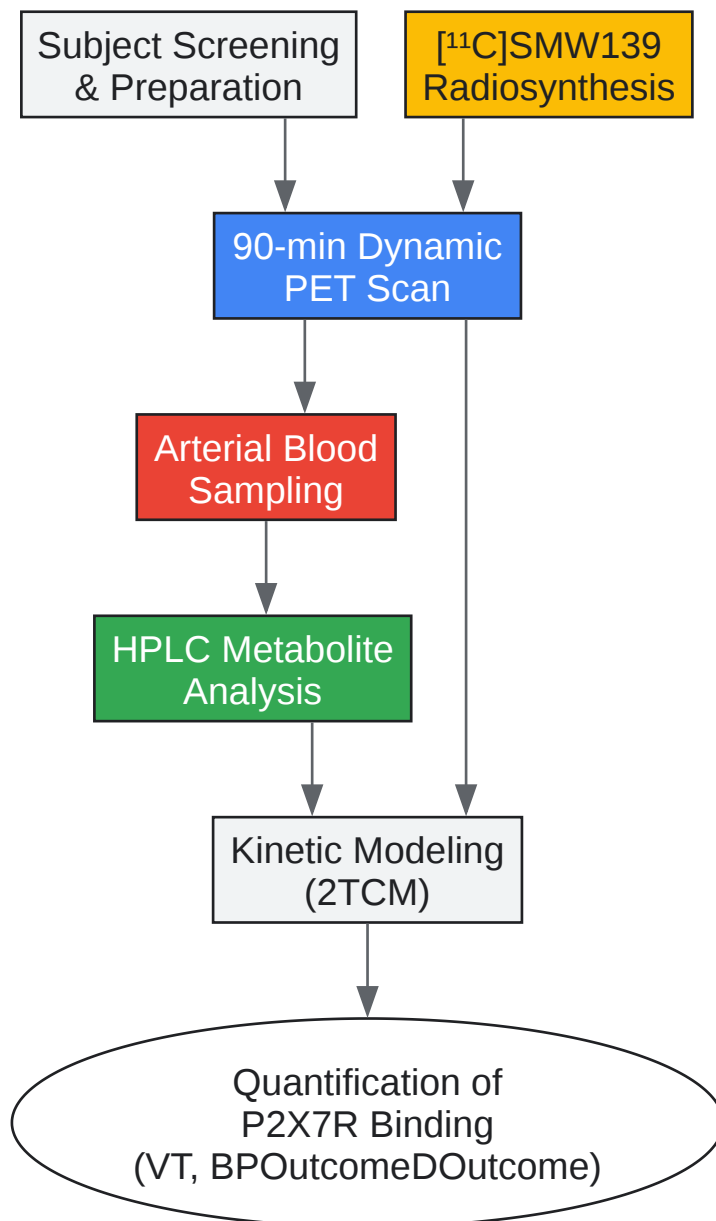 Subject Screening
& Preparation
[¹¹C]SMW139
Radiosynthesis
90-min Dynamic
PET Scan
Arterial Blood
Sampling
HPLC Metabolite
Analysis
Kinetic Modeling
(2TCM)
Quantification of
P2X7R Binding
(VT, BPOutcomeDOutcome)